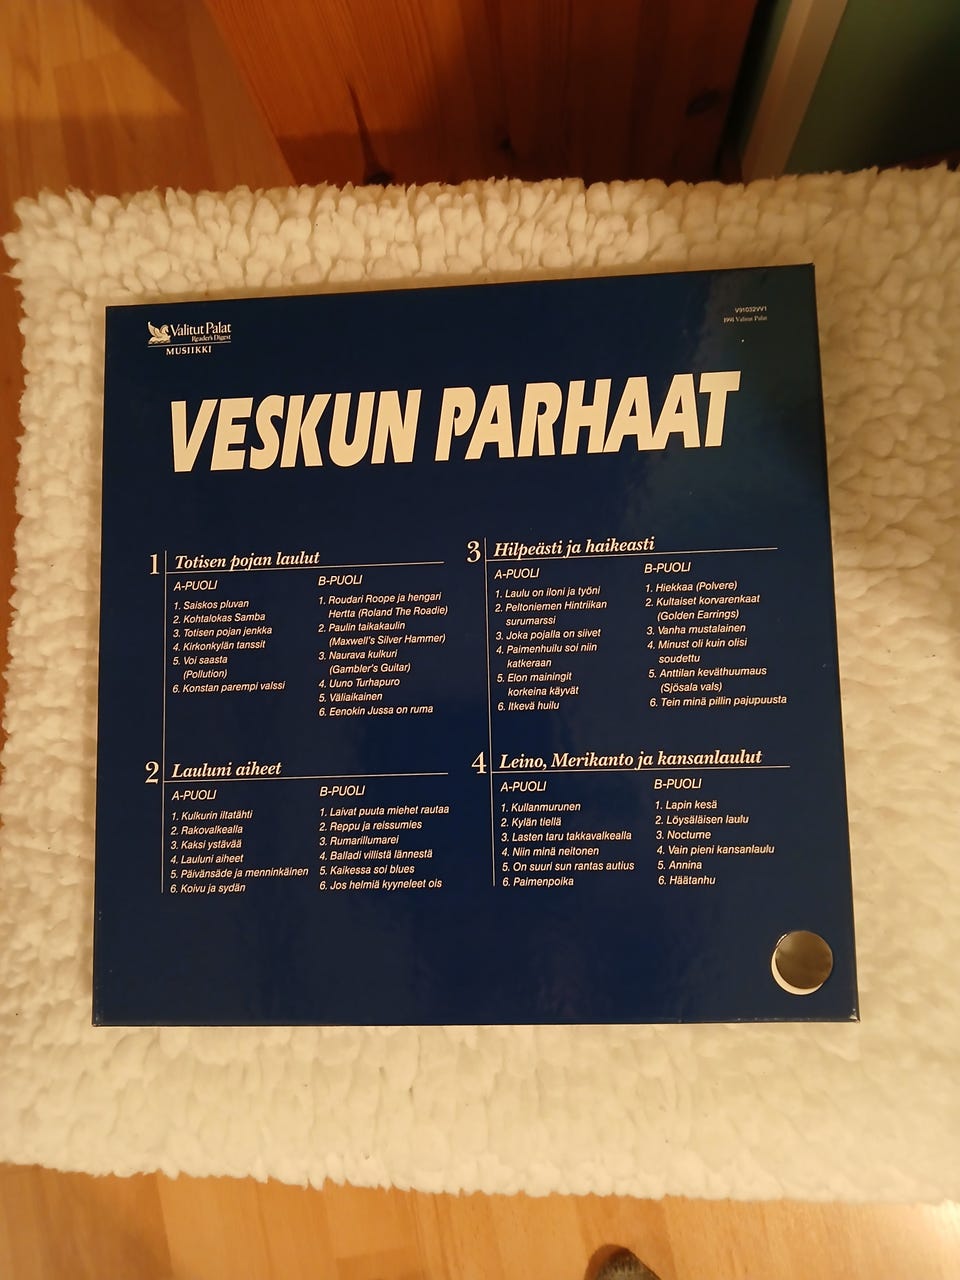 Valitut Palat
Reader's Digest
MUSIIKKI
V91032VV1
1991 Valitut Palat
VESKUN PARHAAT
1 Totisen pojan laulut
A-PUOLI
1. Saiskos pluvan
2. Kohtalokas Samba
3. Totisen pojan jenkka
4. Kirkonkylän tanssit
5. Voi saasta
(Pollution)
6. Konstan parempi valssi
B-PUOLI
1. Roudari Roope ja hengari
Hertta (Roland The Roadie)
2. Paulin taikakaulin
(Maxwell's Silver Hammer)
3. Naurava kulkuri
(Gambler's Guitar)
4. Uuno Turhapuro
5. Väliaikainen
6. Eenokin Jussa on ruma
2 Lauluni aiheet
A-PUOLI
1. Kulkurin iltatähti
2. Rakovalkealla
3. Kaksi ystävää
4. Lauluni aiheet
5. Päivänsäde ja menninkäinen
6. Koivu ja sydän
B-PUOLI
1. Laivat puuta miehet rautaa
2. Reppu ja reissumies
3. Rumarillumarei
4. Balladi villistä lännestä
5. Kaikessa soi blues
6. Jos helmiä kyyneleet ois
3 Hilpeästi ja haikeasti
A-PUOLI
1. Laulu on iloni ja työni
2. Peltoniemen Hintriikan
surumarssi
3. Joka pojalla on siivet
4. Paimenhuilu soi niin
katkeraan
5. Elon mainingit
korkeina käyvät
6. Itkevä huilu
B-PUOLI
1. Hiekkaa (Polvere)
2. Kultaiset korvarenkaat
(Golden Earrings)
3. Vanha mustalainen
4. Minust oli kuin olisi
soudettu
5. Anttilan keväthuumaus
(Sjösala vals)
6. Tein minä pillin pajupuusta
4 Leino, Merikanto ja kansanlaulut
A-PUOLI
1. Kullanmurunen
2. Kylän tiellä
3. Lasten taru takkavalkealla
4. Niin minä neitonen
5. On suuri sun rantas autius
6. Paimenpoika
B-PUOLI
1. Lapin kesä
2. Löysäläisen laulu
3. Nocturne
4. Vain pieni kansanlaulu
5. Annina
6. Häätanhu